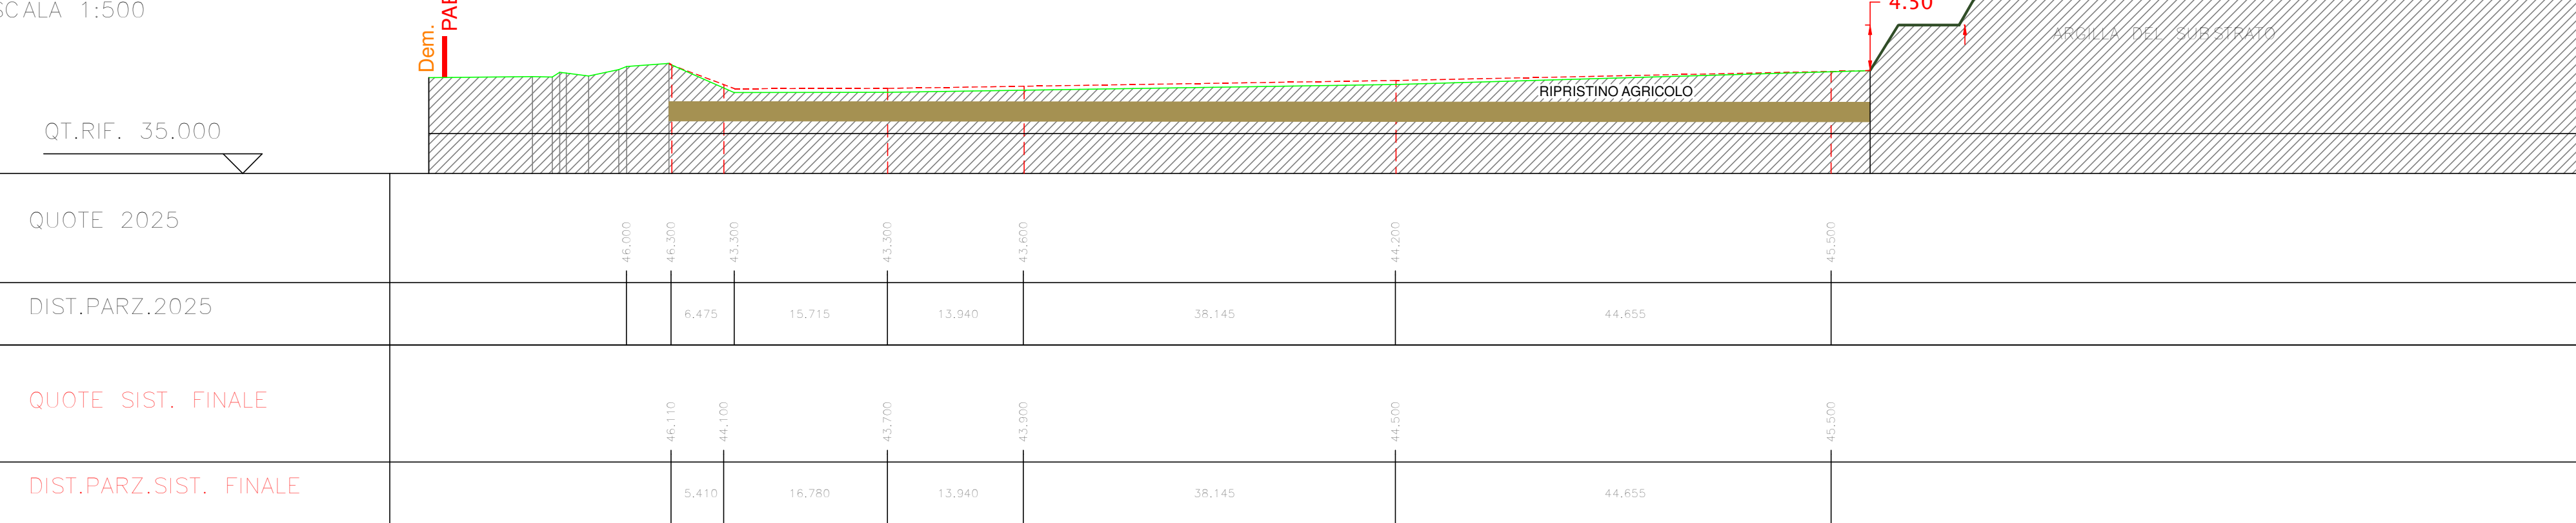 SCALA 1:500
Dem.
4.50
ARGILLA DEL SUBSTRATO
RIPRISTINO AGRICOLO
QT.RIF. 35.000
QUOTE 2025
46.000 46.300 43.300 43.300 43.600 44.200 45.500
DIST.PARZ.2025
6.475 15.715 13.940 38.145 44.655
QUOTE SIST. FINALE
46.110 44.100 43.700 43.900 44.500 45.500
DIST.PARZ.SIST. FINALE
5.410 16.780 13.940 38.145 44.655